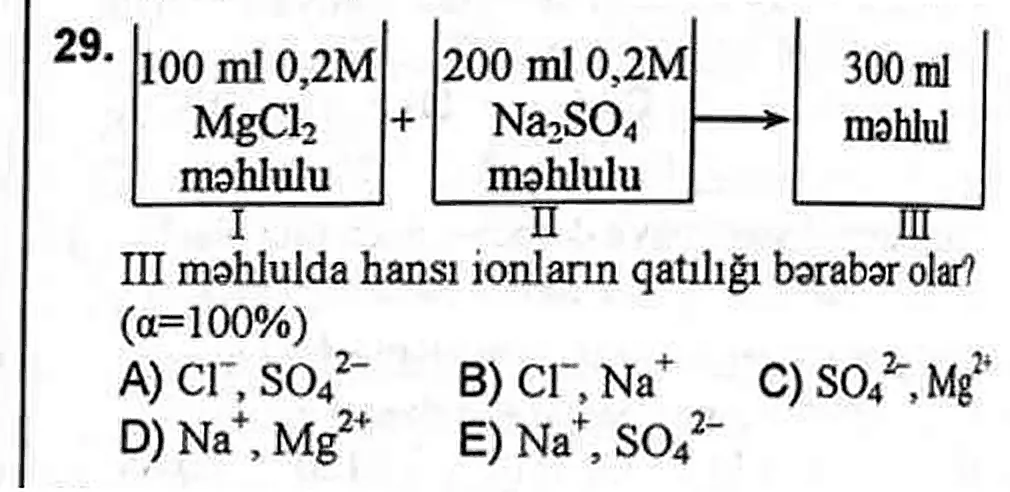 29. 100 ml 0,2M MgCl₂ məhlulu + 200 ml 0,2M Na₂SO₄ məhlulu → 300 ml məhlul
I II III
III məhlulda hansı ionların qatılığı bərabər olar?
(α=100%)
A) Cl⁻, SO₄²⁻ B) Cl⁻, Na⁺ C) SO₄²⁻, Mg²⁺
D) Na⁺, Mg²⁺ E) Na⁺, SO₄²⁻